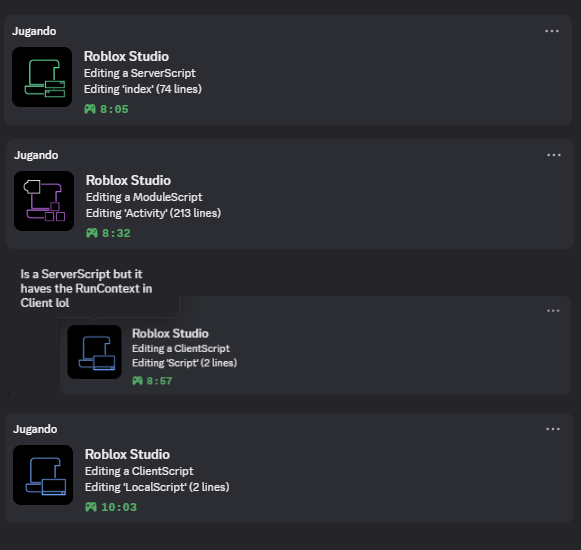 Jugando
Roblox Studio
Editing a ServerScript
Editing 'index' (74 lines)
8:05
Jugando
Roblox Studio
Editing a ModuleScript
Editing 'Activity' (213 lines)
8:32
Is a ServerScript but it
haves the RunContext in
Client lol
Roblox Studio
Editing a ClientScript
Editing 'Script' (2 lines)
8:57
Jugando
Roblox Studio
Editing a ClientScript
Editing 'LocalScript' (2 lines)
10:03